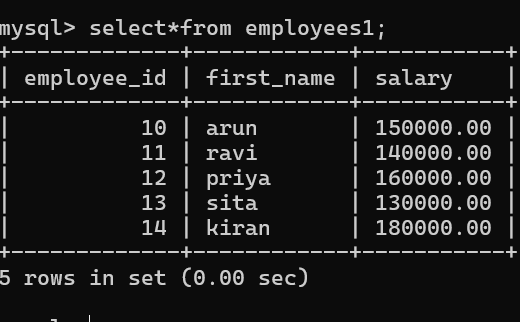 mysql> select*from employees1;
+-------------+------------+-----------+
| employee_id | first_name | salary    |
+-------------+------------+-----------+
|          10 | arun       | 150000.00 |
|          11 | ravi       | 140000.00 |
|          12 | priya      | 160000.00 |
|          13 | sita       | 130000.00 |
|          14 | kiran      | 180000.00 |
+-------------+------------+-----------+
5 rows in set (0.00 sec)